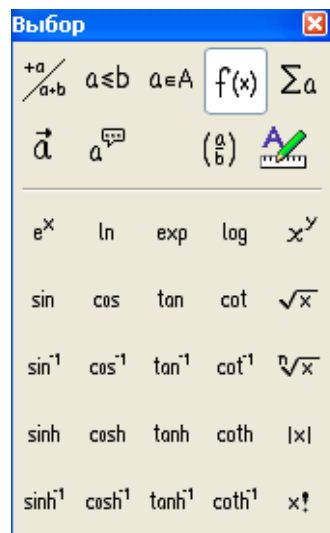 Выбор
+a/a+b a≤b a∈A f(x) Σa
a⃗ a (a/b) A
eˣ ln exp log xʸ
sin cos tan cot √x
sin⁻¹ cos⁻¹ tan⁻¹ cot⁻¹ ⁿ√x
sinh cosh tanh coth |x|
sinh⁻¹ cosh⁻¹ tanh⁻¹ coth⁻¹ x!